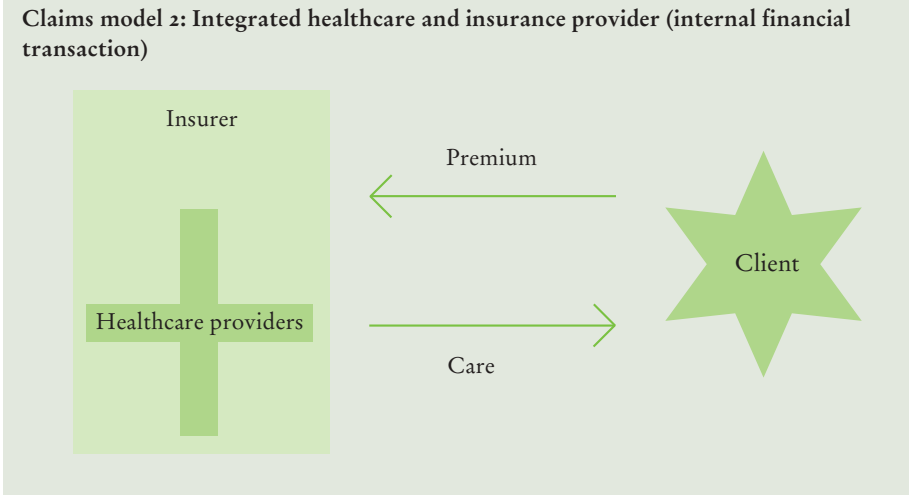 Claims model 2: Integrated healthcare and insurance provider (internal financial
transaction)
Insurer
Premium
Client
Healthcare providers
Care